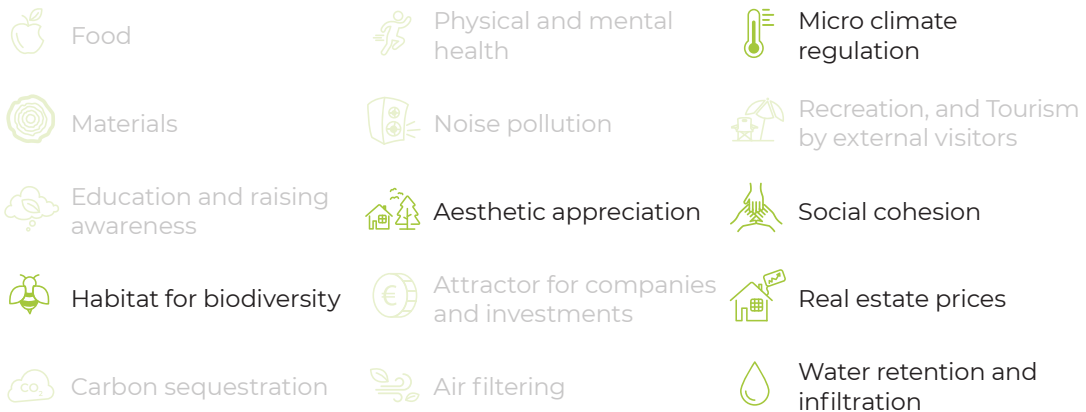 Food
Physical and mental
health
Micro climate
regulation
Materials
Noise pollution
Recreation, and Tourism
by external visitors
Education and raising
awareness
Aesthetic appreciation
Social cohesion
Habitat for biodiversity
€
Attractor for companies
and investments
Real estate prices
CO₂
Carbon sequestration
Air filtering
Water retention and
infiltration